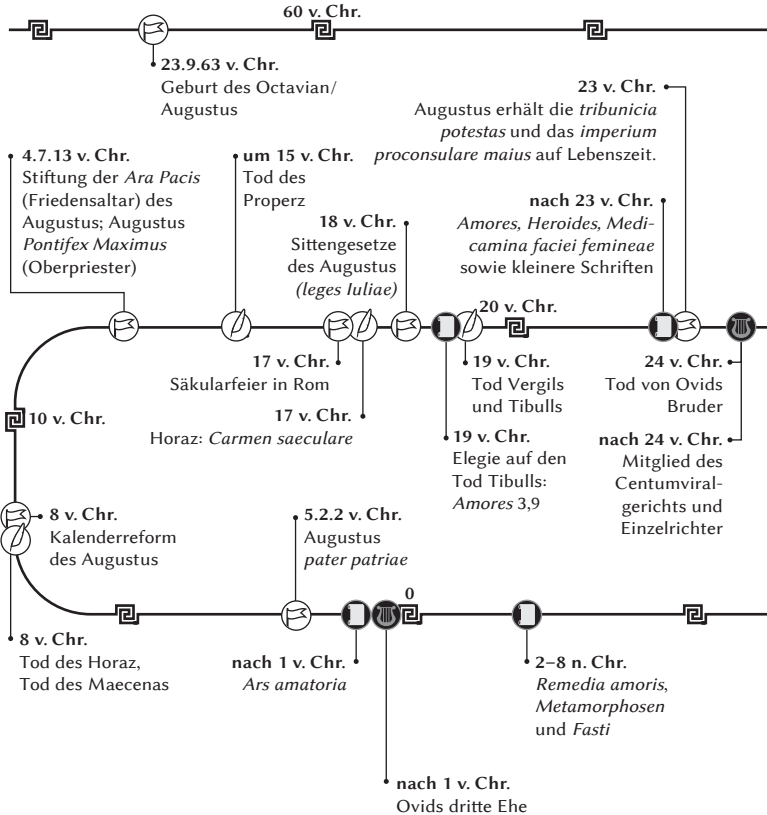 60 v. Chr.
23.9.63 v. Chr.
Geburt des Octavian/
Augustus
23 v. Chr.
Augustus erhält die tribunicia
potestas und das imperium
proconsulare maius auf Lebenszeit.
4.7.13 v. Chr.
Stiftung der Ara Pacis
(Friedensaltar) des
Augustus; Augustus
Pontifex Maximus
(Oberpriester)
um 15 v. Chr.
Tod des
Properz
18 v. Chr.
Sittengesetze
des Augustus
(leges Iuliae)
nach 23 v. Chr.
Amores, Heroides, Medi-
camina faciei femineae
sowie kleinere Schriften
20 v. Chr.
17 v. Chr.
Säkularfeier in Rom
17 v. Chr.
Horaz: Carmen saeculare
19 v. Chr.
Tod Vergils
und Tibulls
19 v. Chr.
Elegie auf den
Tod Tibulls:
Amores 3,9
24 v. Chr.
Tod von Ovids
Bruder
nach 24 v. Chr.
Mitglied des
Centumviral-
gerichts und
Einzelrichter
10 v. Chr.
8 v. Chr.
Kalenderreform
des Augustus
5.2.2 v. Chr.
Augustus
pater patriae
0
8 v. Chr.
Tod des Horaz,
Tod des Maecenas
nach 1 v. Chr.
Ars amatoria
2–8 n. Chr.
Remedia amoris,
Metamorphosen
und Fasti
nach 1 v. Chr.
Ovids dritte Ehe